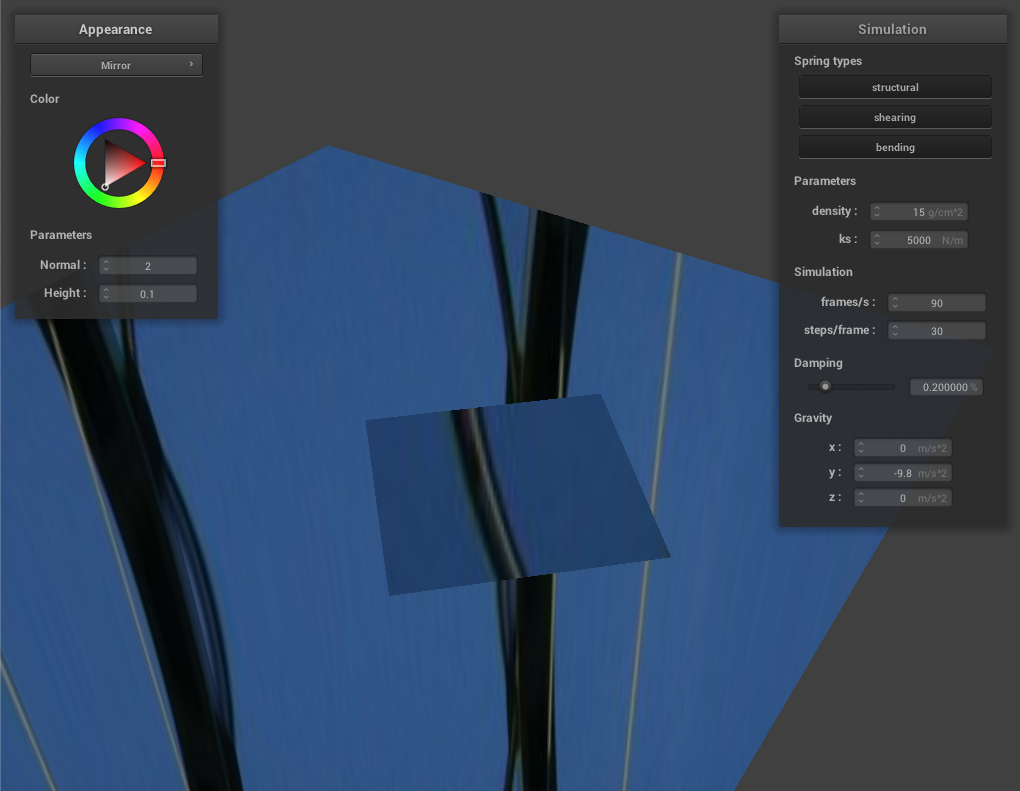 Appearance
Mirror
Color
Parameters
Normal : 2
Height : 0.1
Simulation
Spring types
structural
shearing
bending
Parameters
density : 15 g/cm^2
ks : 5000 N/m
Simulation
frames/s : 90
steps/frame : 30
Damping
0.200000 %
Gravity
x : 0 m/s^2
y : -9.8 m/s^2
z : 0 m/s^2